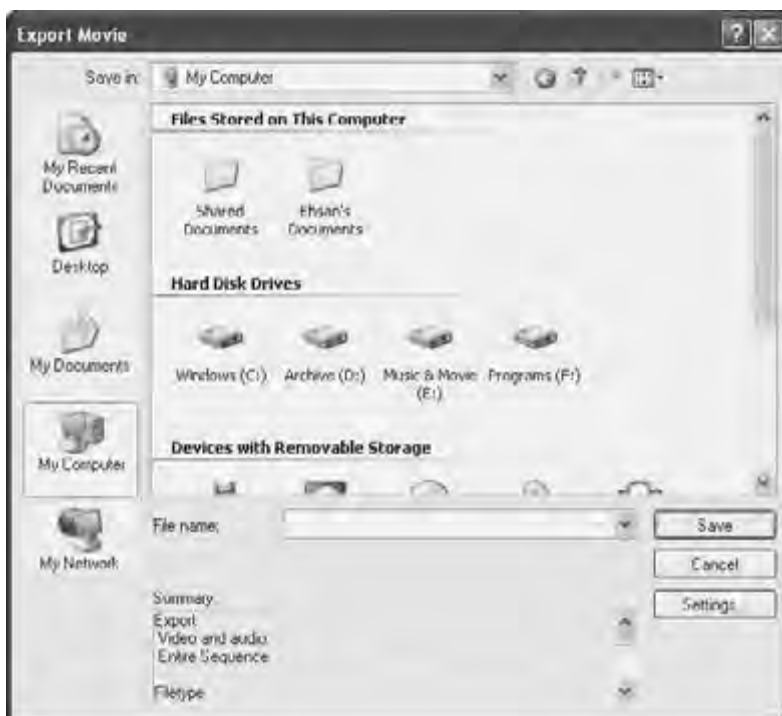 Export Movie
Save in:
My Computer
Files Stored on This Computer
My Recent
Documents
Shared
Documents
Ehsan's
Documents
Desktop
Hard Disk Drives
My Documents
Windows (C:)
Archive (D:)
Music & Movie
(E:)
Programs (F:)
My Computer
Devices with Removable Storage
File name:
Save
My Network
Cancel
Summary
Settings
Export
Video and audio
Entire Sequence
Filetype